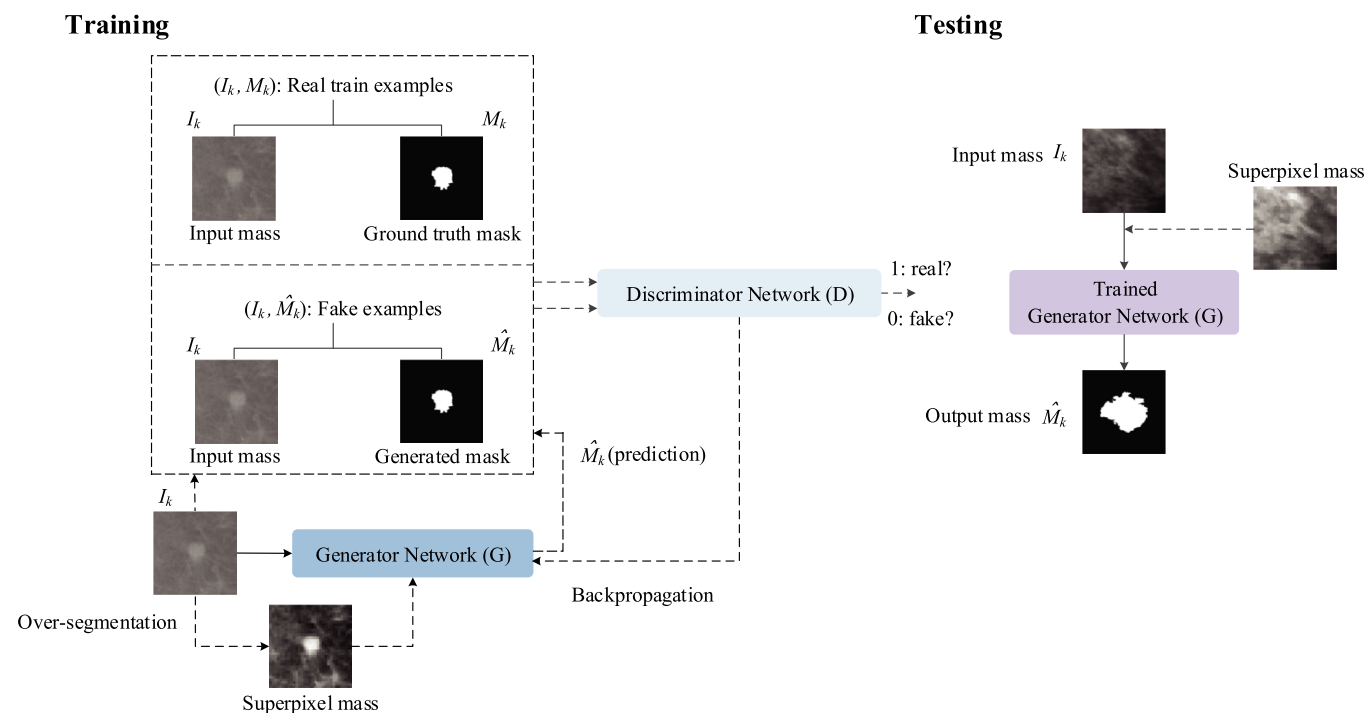 Training
(I_k, M_k): Real train examples
I_k
M_k
Input mass
Ground truth mask
(I_k, M̂_k): Fake examples
I_k
M̂_k
Input mass
Generated mask
I_k
Generator Network (G)
Over-segmentation
Superpixel mass
M̂_k (prediction)
Backpropagation
Discriminator Network (D)
1: real?
0: fake?
Testing
Input mass I_k
Superpixel mass
Trained
Generator Network (G)
Output mass M̂_k